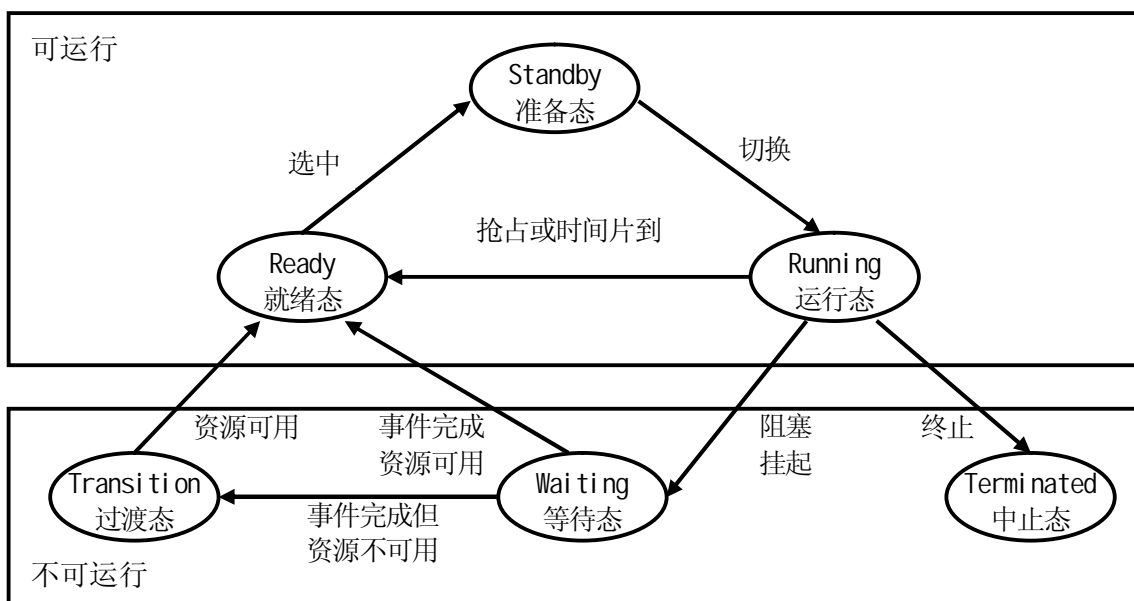 可运行
Standby
准备态
选中
切换
抢占或时间片到
Ready
就绪态
Running
运行态
资源可用
事件完成
资源可用
阻塞
挂起
终止
Transition
过渡态
Waiting
等待态
Terminated
中止态
事件完成但
资源不可用
不可运行